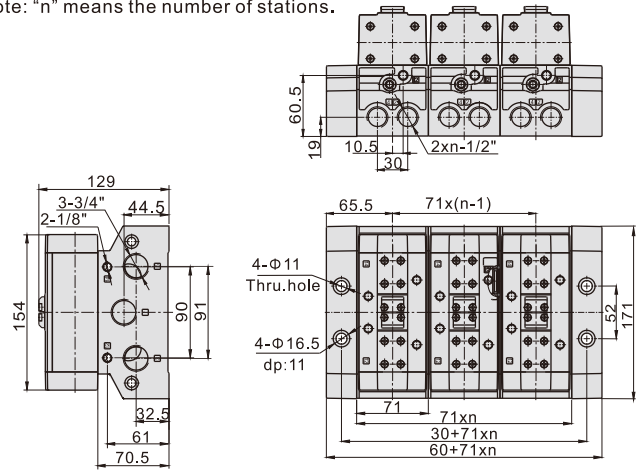 ote: “n” means the number of stations.
60.5
19
10.5
30
2xn-1/2"
129
3-3/4"
44.5
2-1/8"
154
90
91
32.5
61
70.5
65.5
71x(n-1)
4-Φ11
Thru.hole
4-Φ16.5
dp:11
52
171
71
71xn
30+71xn
60+71xn